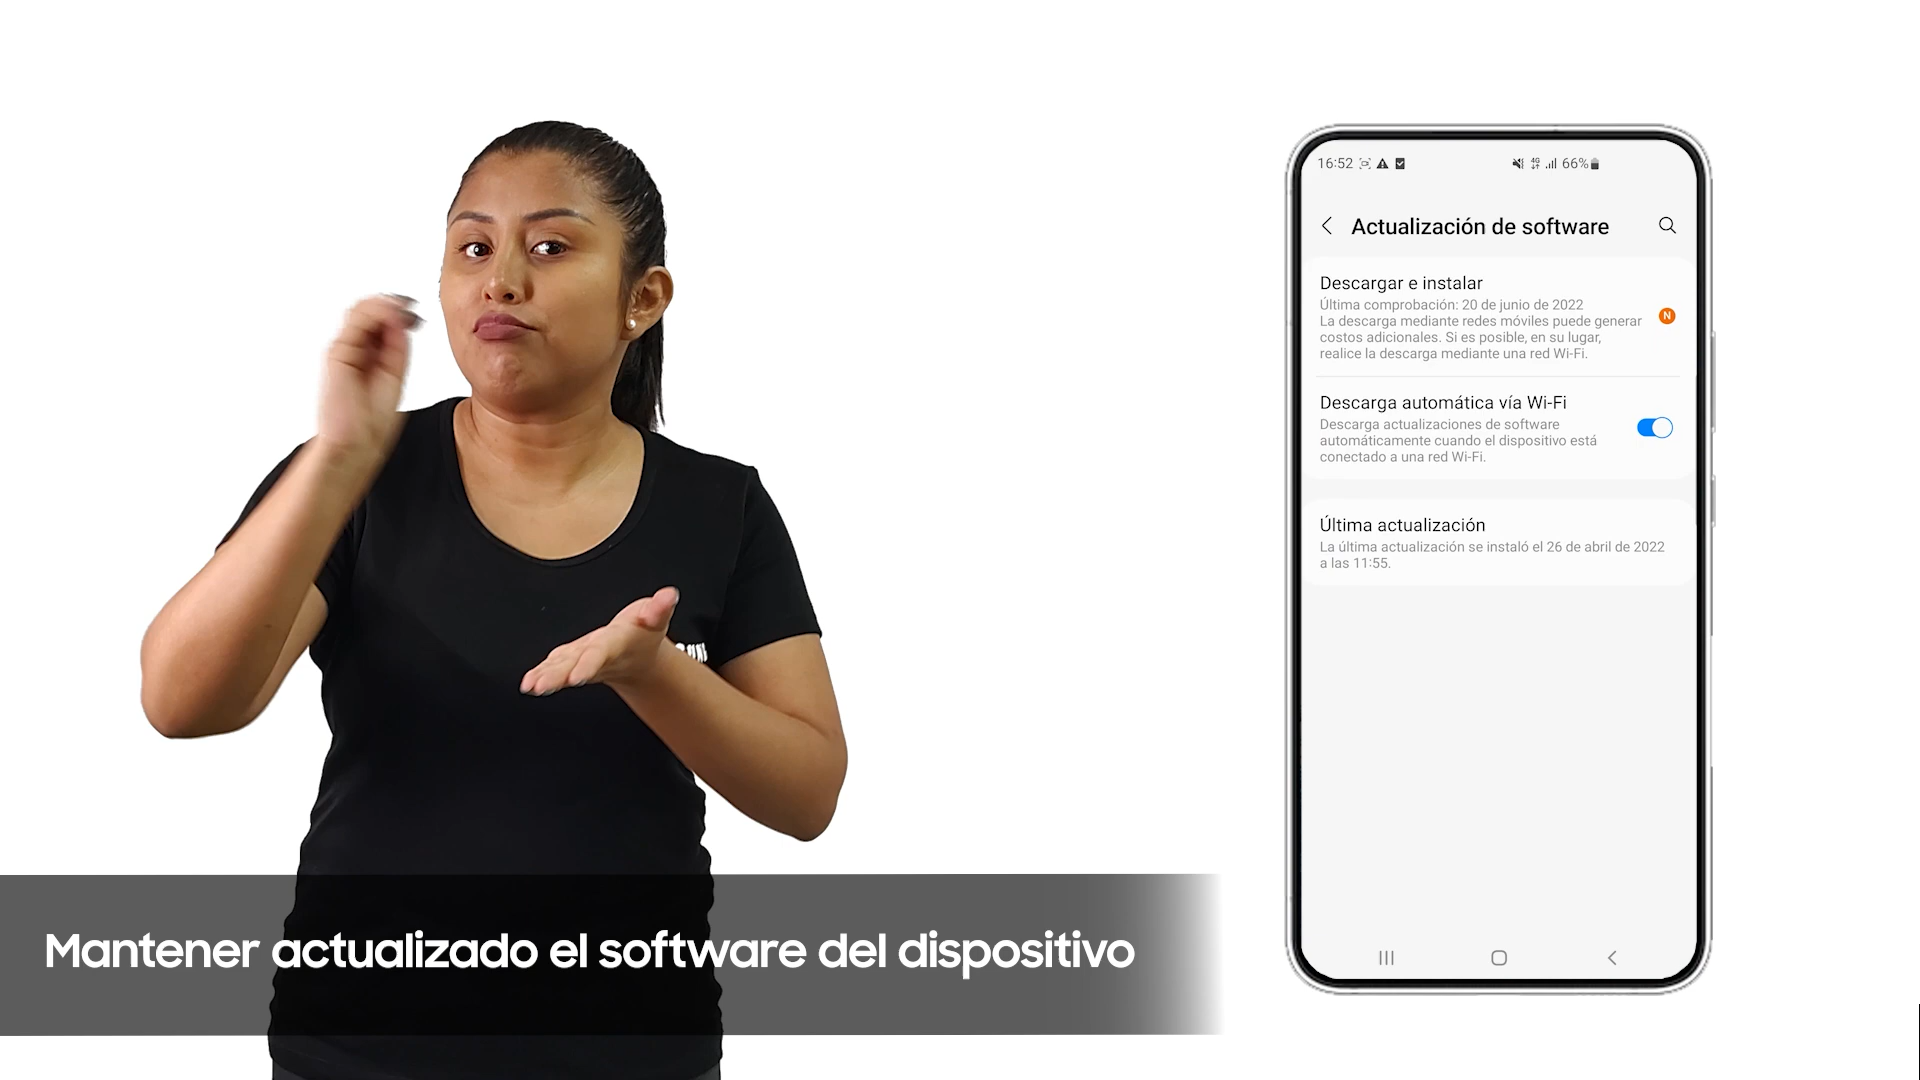 16:52
66%
Actualización de software
Descargar e instalar
Última comprobación: 20 de junio de 2022
La descarga mediante redes móviles puede generar
costos adicionales. Si es posible, en su lugar,
realice la descarga mediante una red Wi-Fi.
N
Descarga automática vía Wi-Fi
Descarga actualizaciones de software
automáticamente cuando el dispositivo está
conectado a una red Wi-Fi.
Última actualización
La última actualización se instaló el 26 de abril de 2022
a las 11:55.
Mantener actualizado el software del dispositivo